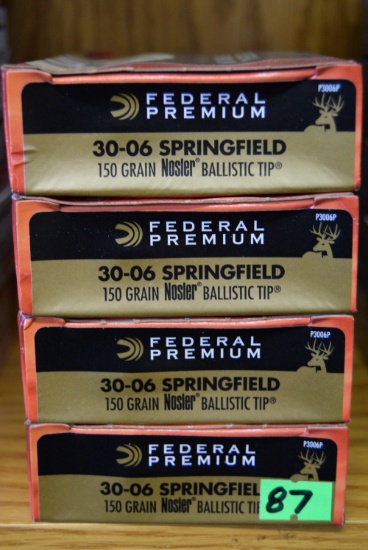 FEDERAL
PREMIUM
P3006P
30-06 SPRINGFIELD
150 GRAIN Nosler® BALLISTIC TIP®
FEDERAL
PREMIUM
P3006P
30-06 SPRINGFIELD
150 GRAIN Nosler® BALLISTIC TIP®
FEDERAL
PREMIUM
P3006P
30-06 SPRINGFIELD
150 GRAIN Nosler® BALLISTIC TIP®
FEDERAL
PREMIUM
P3006P
30-06 SPRINGFIEL
150 GRAIN Nosler® BALLISTIC TIP
87